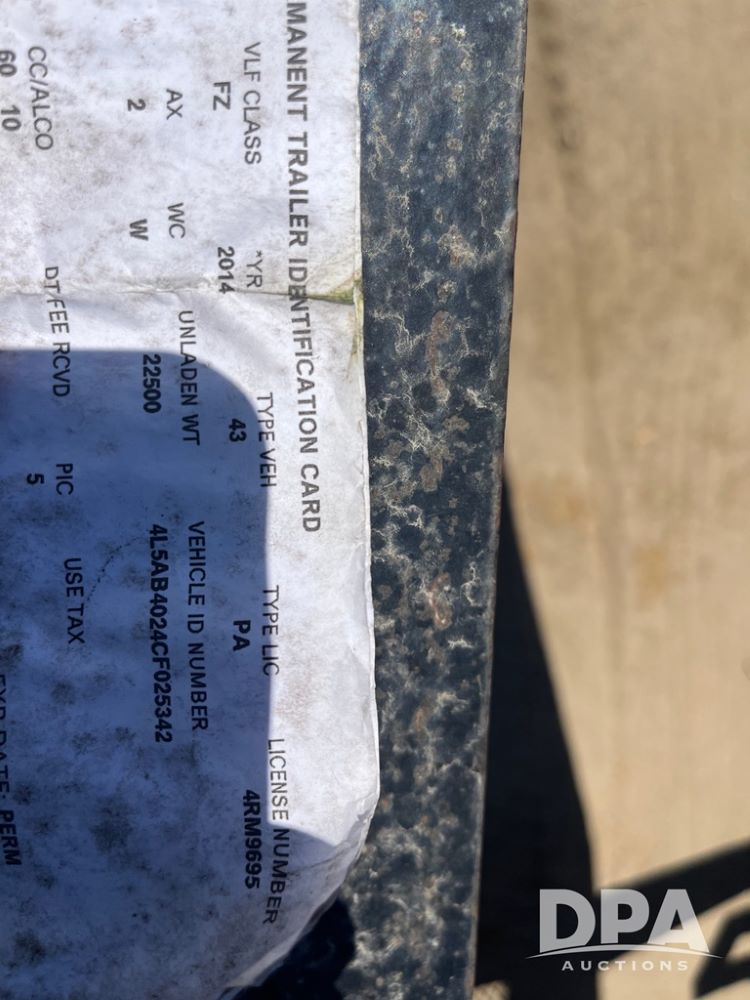 MANENT TRAILER IDENTIFICATION CARD
VLF CLASS *YR TYPE VEH TYPE LIC LICENSE NUMBER
FZ 2014 43 PA 4RM9695
AX WC UNLADEN WT VEHICLE ID NUMBER
2 W 22500 4L5AB4024CF025342
CC/ALCO DT/FEE RCVD PIC USE TAX
60 10 5
EXP DATE: PERM
DPA
AUCTIONS